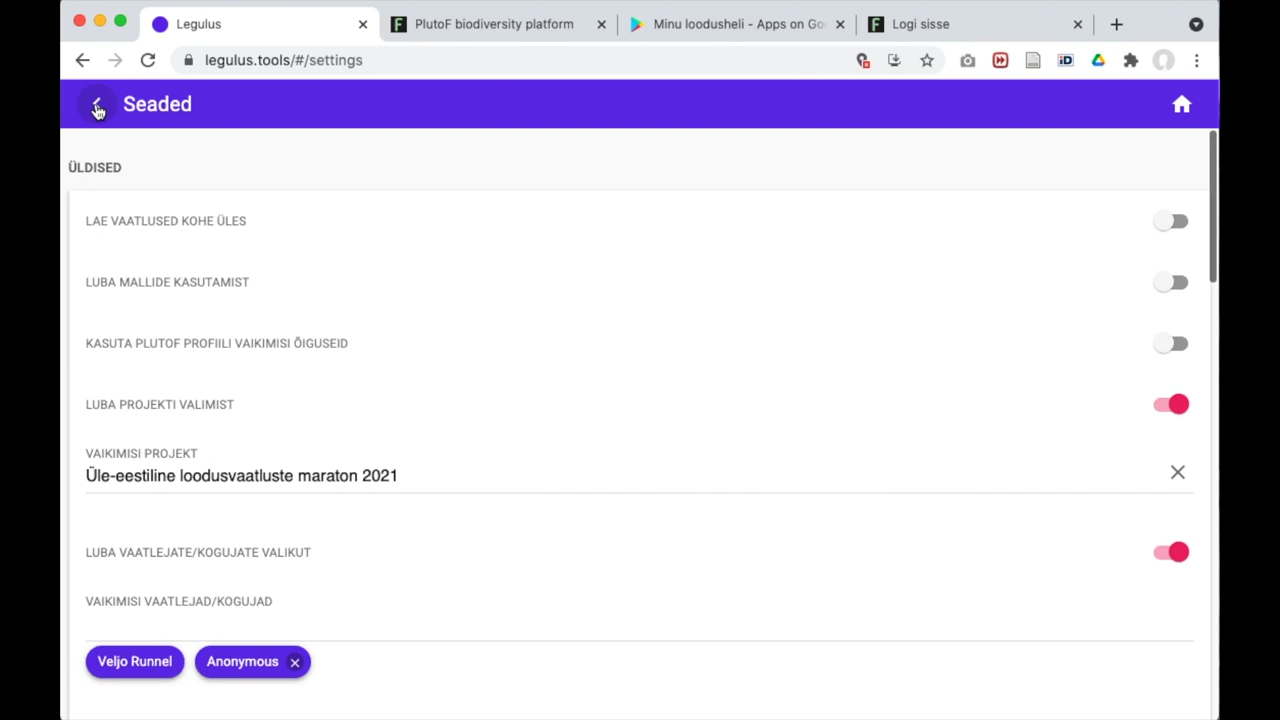 Legulus
PlutoF biodiversity platform
Minu loodusheli - Apps on Go
Logi sisse
legulus.tools/#/settings
Seaded
ÜLDISED
LAE VAATLUSED KOHE ÜLES
LUBA MALLIDE KASUTAMIST
KASUTA PLUTOF PROFIILI VAIKIMISI ÕIGUSEID
LUBA PROJEKTI VALIMIST
VAIKIMISI PROJEKT
Üle-eestiline loodusvaatluste maraton 2021
LUBA VAATLEJATE/KOGUJATE VALIKUT
VAIKIMISI VAATLEJAD/KOGUJAD
Veljo Runnel
Anonymous